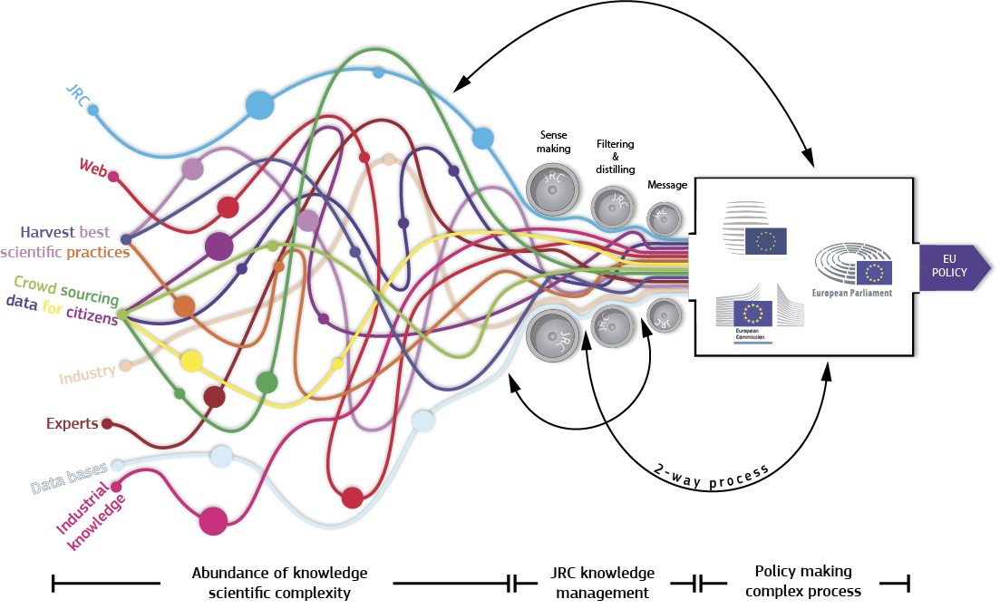 JRC
Web
Harvest best
scientific practices
Crowd sourcing
data for citizens
Industry
Experts
Data bases
Industrial
knowledge
Sense
making
Filtering
&
distilling
Message
JRC
JRC
JRC
JRC
JRC
JRC
European Parliament
European
Commission
EU
POLICY
2-way process
Abundance of knowledge
scientific complexity
JRC knowledge
management
Policy making
complex process